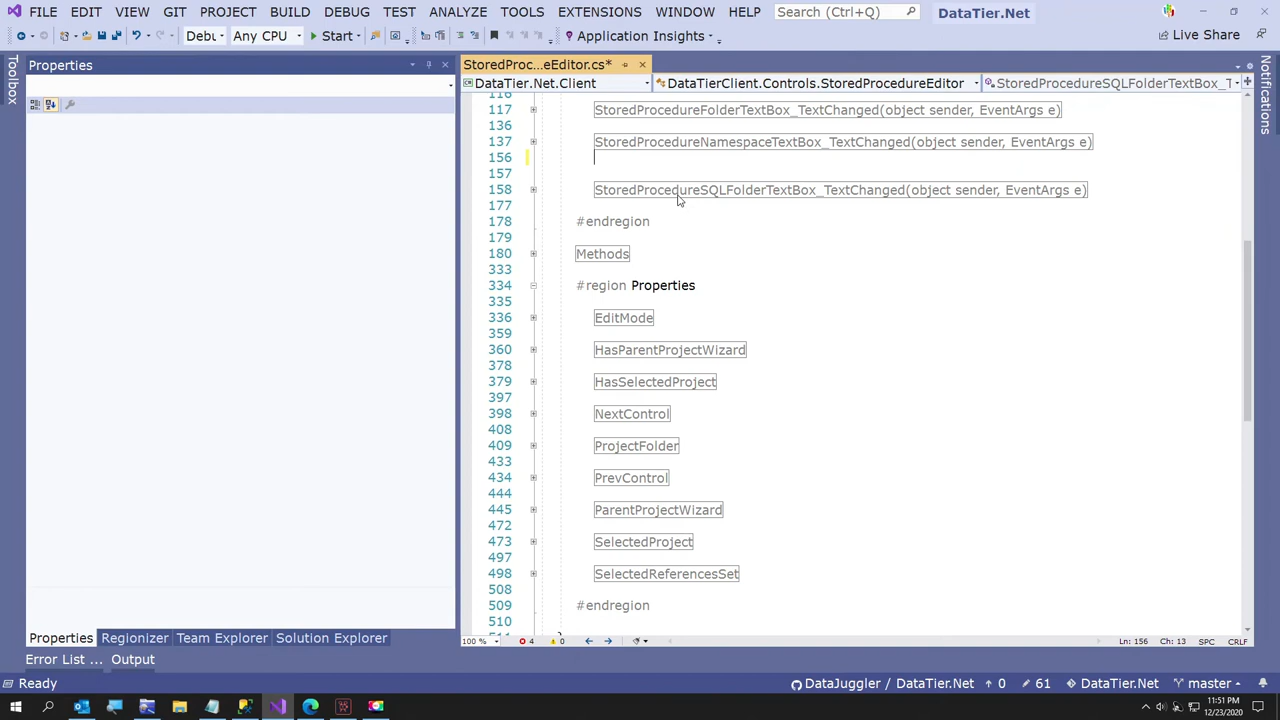 FILE EDIT VIEW GIT PROJECT BUILD DEBUG TEST ANALYZE TOOLS EXTENSIONS WINDOW HELP Search (Ctrl+Q) DataTier.Net
Debu Any CPU Start Application Insights Live Share
Toolbox
Properties
StoredProc...eEditor.cs*
DataTier.Net.Client DataTierClient.Controls.StoredProcedureEditor StoredProcedureSQLFolderTextBox_T
Notifications
116
117 StoredProcedureFolderTextBox_TextChanged(object sender, EventArgs e)
136
137 StoredProcedureNamespaceTextBox_TextChanged(object sender, EventArgs e)
156
157
158 StoredProcedureSQLFolderTextBox_TextChanged(object sender, EventArgs e)
177
178 #endregion
179
180 Methods
333
334 #region Properties
335
336 EditMode
359
360 HasParentProjectWizard
378
379 HasSelectedProject
397
398 NextControl
408
409 ProjectFolder
433
434 PrevControl
444
445 ParentProjectWizard
472
473 SelectedProject
497
498 SelectedReferencesSet
508
509 #endregion
510
100 % 4 0 Ln: 156 Ch: 13 SPC CRLF
Properties Regionizer Team Explorer Solution Explorer
Error List ... Output
Ready DataJuggler / DataTier.Net 0 61 DataTier.Net master
11:51 PM
12/23/2020